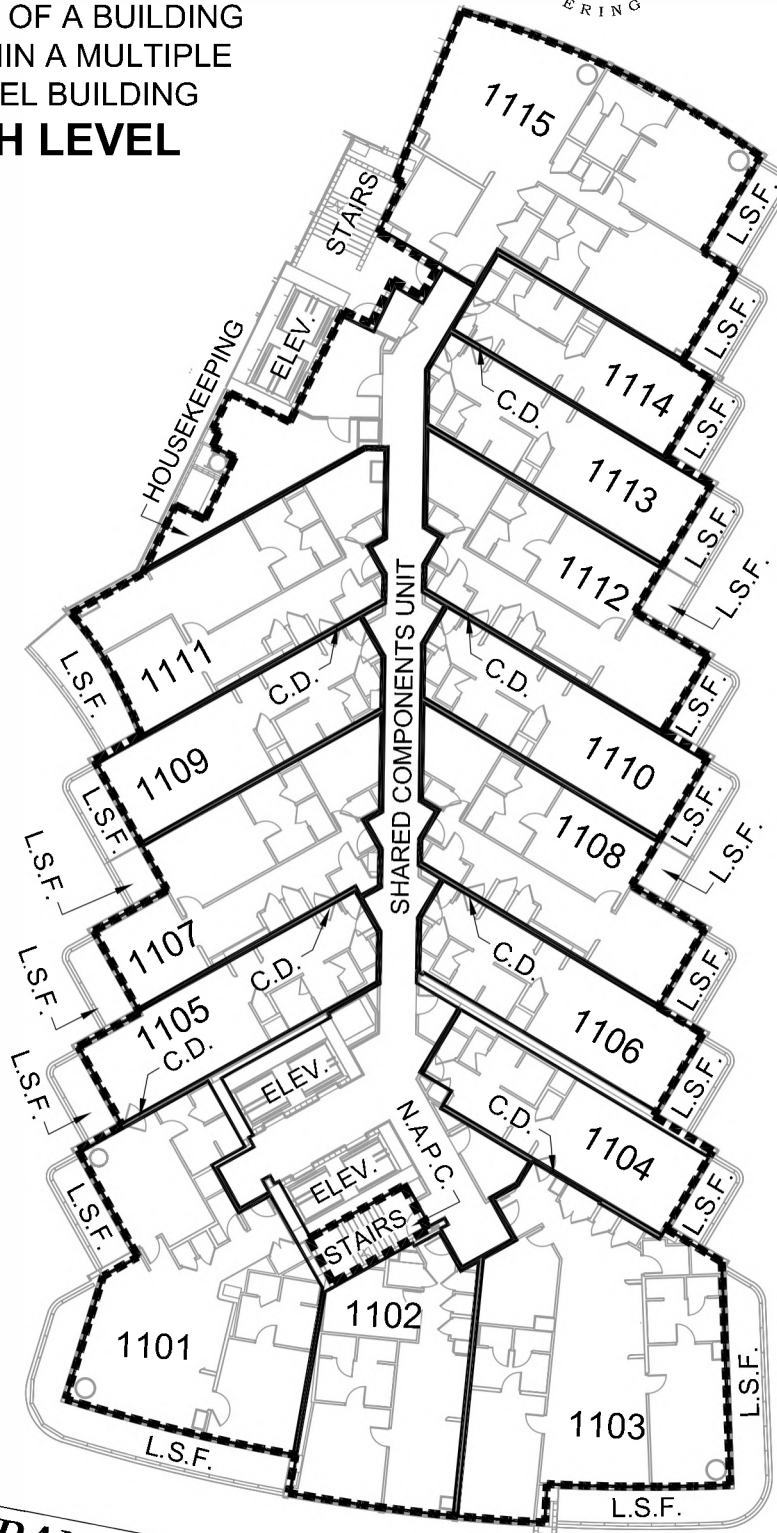 ERING
OF A BUILDING
IN A MULTIPLE
EL BUILDING
H LEVEL
1115
STAIRS
L.S.F.
L.S.F.
ELEV.
HOUSEKEEPING
1114
L.S.F.
C.D.
1113
L.S.F.
1112
L.S.F.
SHARED COMPONENTS UNIT
1111
L.S.F.
C.D.
C.D.
L.S.F.
1109
1110
L.S.F.
L.S.F.
1108
L.S.F.
L.S.F.
1107
C.D.
C.D.
L.S.F.
L.S.F.
1105
C.D.
1106
L.S.F.
L.S.F.
ELEV.
N.A.P.C.
C.D.
1104
ELEV.
L.S.F.
L.S.F.
STAIRS
1102
1101
1103
L.S.F.
L.S.F.
L.S.F.